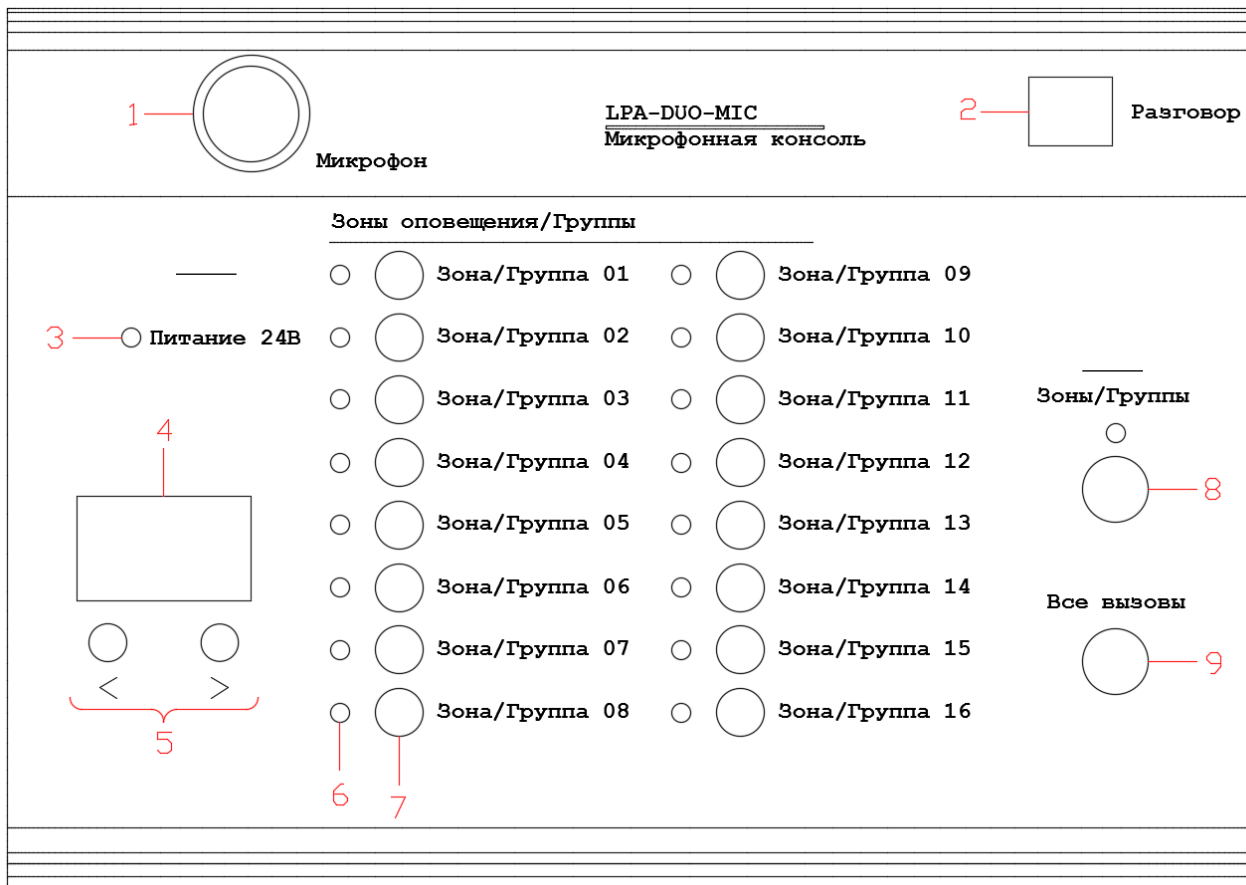 1
LPA-DUO-MIC
Микрофонная консоль
2
Разговор
Микрофон
Зоны оповещения/Группы
Зона/Группа 01
Зона/Группа 09
3
Питание 24В
Зона/Группа 02
Зона/Группа 10
Зона/Группа 03
Зона/Группа 11
Зоны/Группы
4
Зона/Группа 04
Зона/Группа 12
8
Зона/Группа 05
Зона/Группа 13
Зона/Группа 06
Зона/Группа 14
Все вызовы
Зона/Группа 07
Зона/Группа 15
9
< >
Зона/Группа 08
Зона/Группа 16
5
6
7